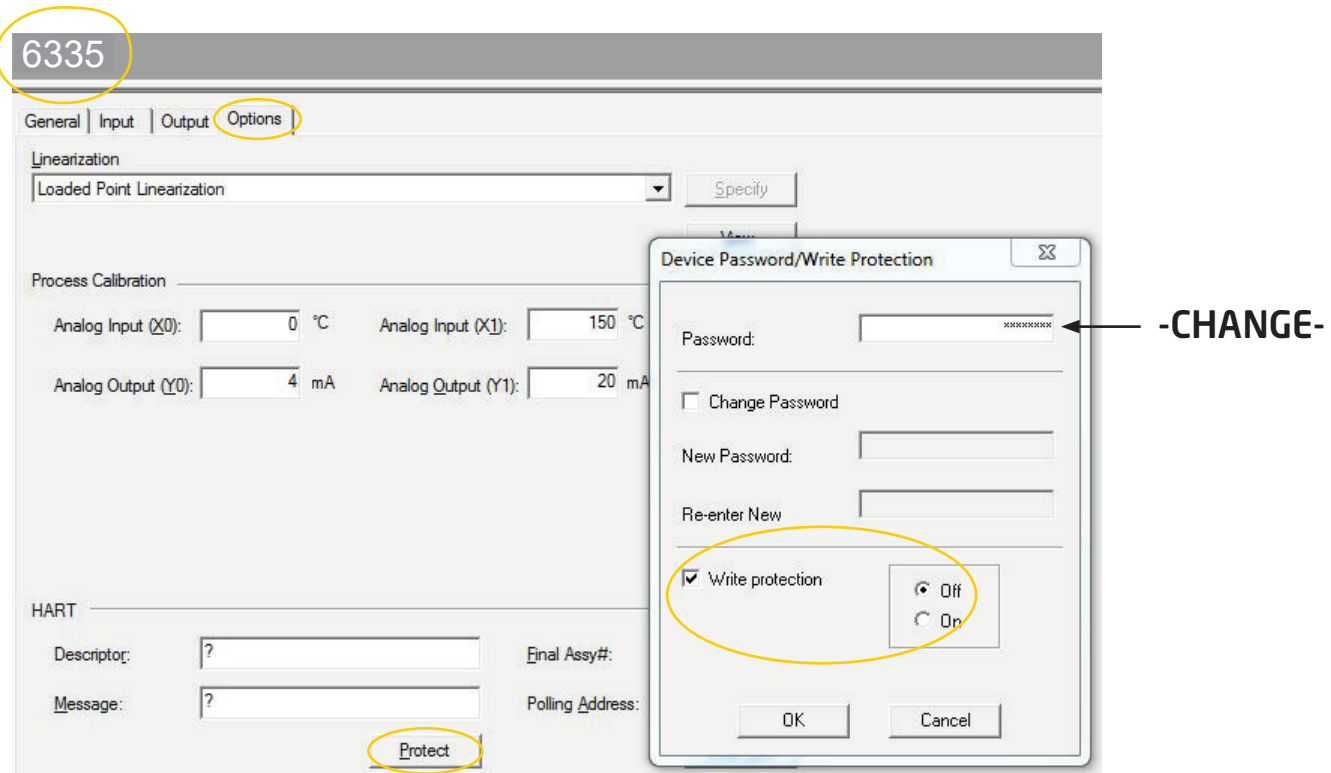 6335
General Input Output Options
Linearization
Loaded Point Linearization
Specify
Process Calibration
Analog Input (X0): 0 °C Analog Input (X1): 150 °C
Analog Output (Y0): 4 mA Analog Output (Y1): 20 mA
HART
Descriptor: ? Final Assy#:
Message: ? Polling Address:
Protect
Device Password/Write Protection
Password: ******** -CHANGE-
Change Password
New Password:
Re-enter New
Write protection Off
On
OK Cancel